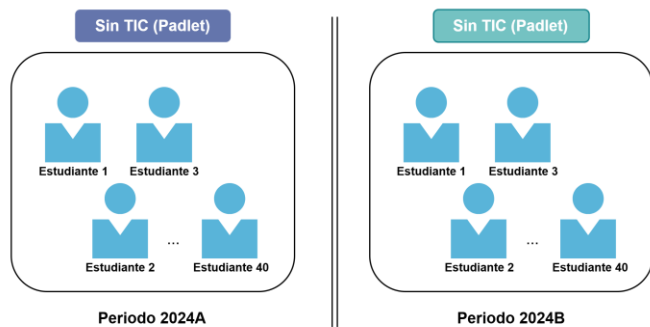 Sin TIC (Padlet)
Estudiante 1
Estudiante 3
Estudiante 2
...
Estudiante 40
Periodo 2024A
Sin TIC (Padlet)
Estudiante 1
Estudiante 3
Estudiante 2
...
Estudiante 40
Periodo 2024B